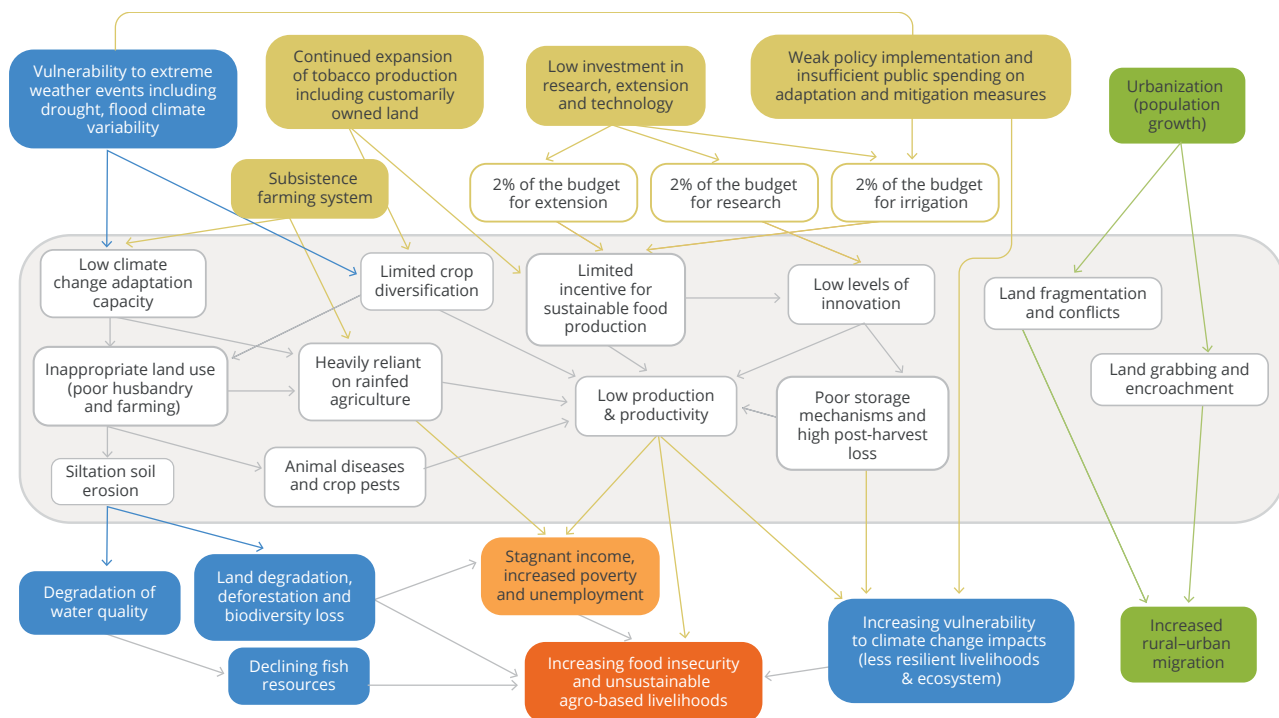 Vulnerability to extreme
weather events including
drought, flood climate
variability
Continued expansion
of tobacco production
including customarily
owned land
Low investment in
research, extension
and technology
Weak policy implementation and
insufficient public spending on
adaptation and mitigation measures
Urbanization
(population
growth)
Subsistence
farming system
2% of the budget
for extension
2% of the budget
for research
2% of the budget
for irrigation
Low climate
change adaptation
capacity
Limited crop
diversification
Limited
incentive for
sustainable food
production
Low levels of
innovation
Land fragmentation
and conflicts
Inappropriate land use
(poor husbandry
and farming)
Heavily reliant
on rainfed
agriculture
Low production
& productivity
Poor storage
mechanisms and
high post-harvest
loss
Land grabbing and
encroachment
Siltation soil
erosion
Animal diseases
and crop pests
Degradation of
water quality
Land degradation,
deforestation and
biodiversity loss
Stagnant income,
increased poverty
and unemployment
Increasing vulnerability
to climate change impacts
(less resilient livelihoods
& ecosystem)
Increased
rural–urban
migration
Declining fish
resources
Increasing food insecurity
and unsustainable
agro-based livelihoods